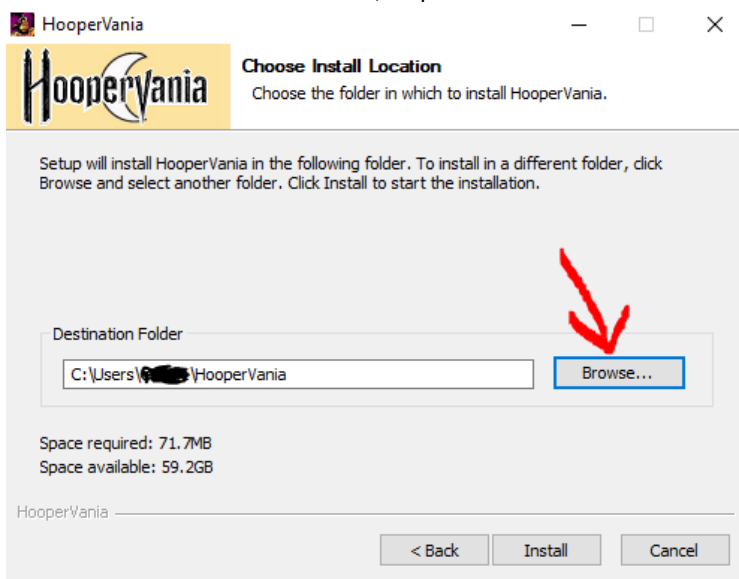 HooperVania
HooperVania
Choose Install Location
Choose the folder in which to install HooperVania.
Setup will install HooperVania in the following folder. To install in a different folder, click
Browse and select another folder. Click Install to start the installation.
Destination Folder
C:\Users\ \HooperVania
Browse...
Space required: 71.7MB
Space available: 59.2GB
HooperVania
< Back
Install
Cancel